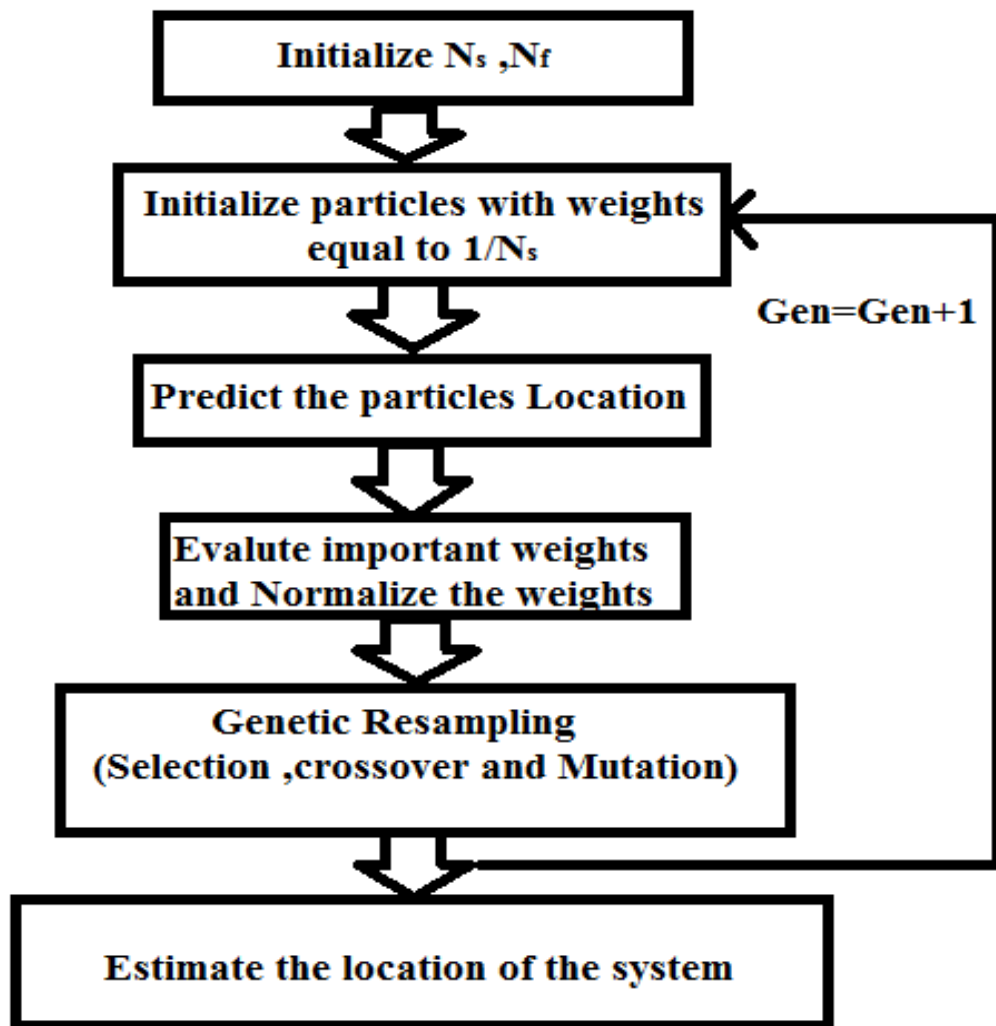 Initialize Ns ,Nf
Initialize particles with weights
equal to 1/Ns
Gen=Gen+1
Predict the particles Location
Evalute important weights
and Normalize the weights
Genetic Resampling
(Selection ,crossover and Mutation)
Estimate the location of the system